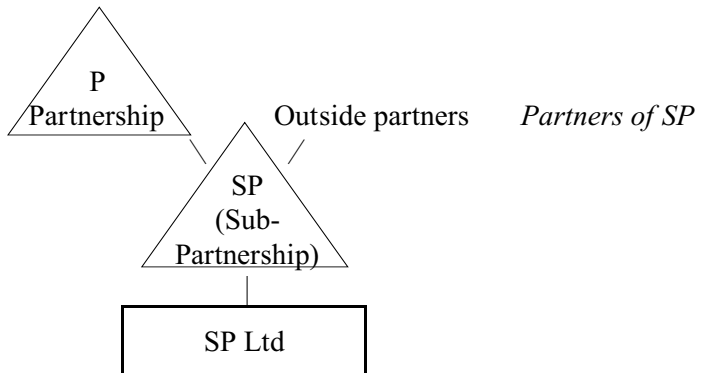 P
Partnership
Outside partners
Partners of SP
SP
(Sub-
Partnership)
SP Ltd